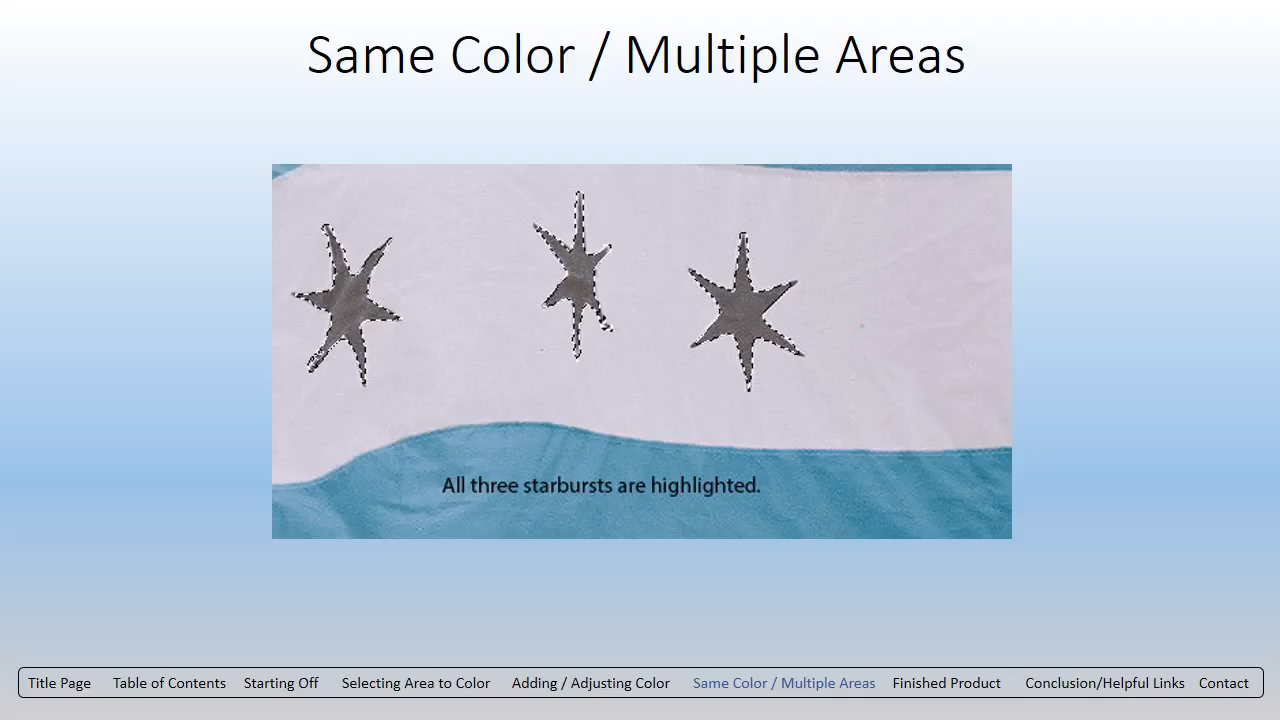 Same Color / Multiple Areas
All three starbursts are highlighted.
Title Page Table of Contents Starting Off Selecting Area to Color Adding / Adjusting Color Same Color / Multiple Areas Finished Product Conclusion/Helpful Links Contact